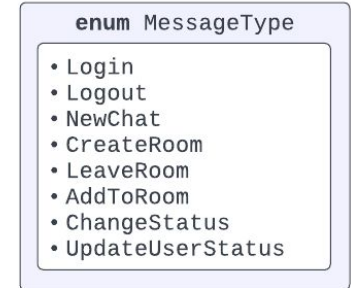 enum MessageType
• Login
• Logout
• NewChat
• CreateRoom
• LeaveRoom
• AddToRoom
• ChangeStatus
• UpdateUserStatus